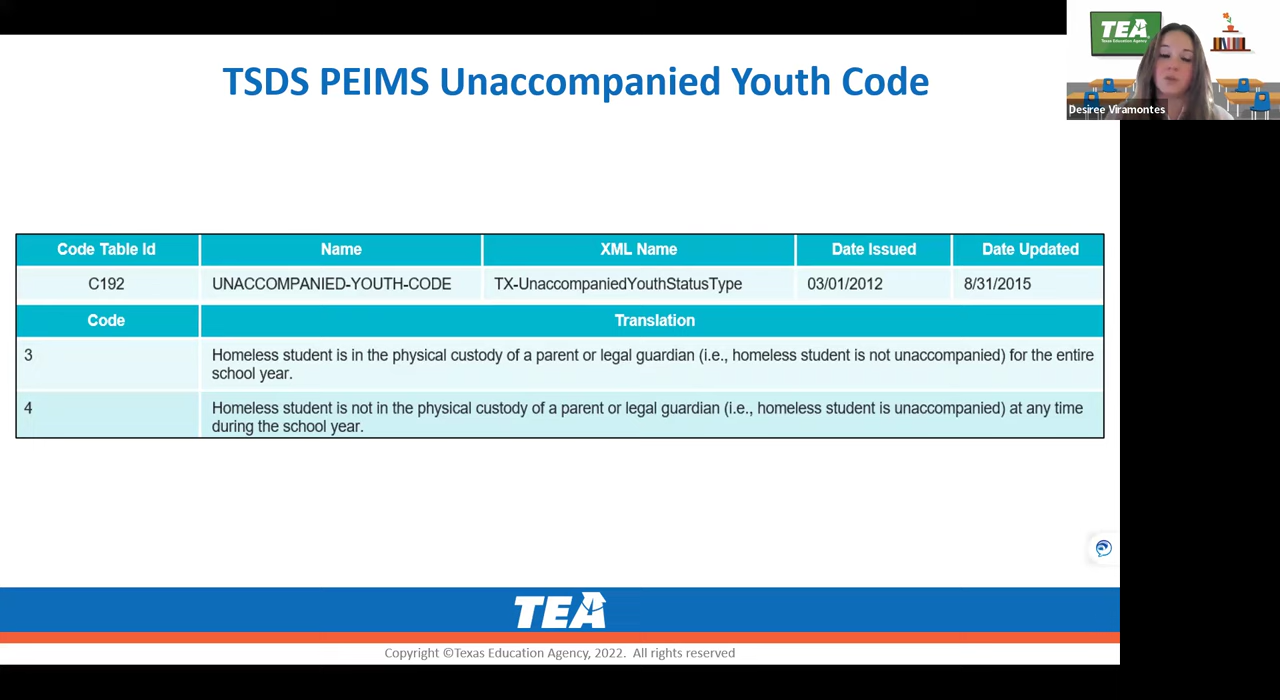 TSDS PEIMS Unaccompanied Youth Code
TEA
Texas Education Agency
Desiree Viramontes
Code Table Id Name XML Name Date Issued Date Updated
C192 UNACCOMPANIED-YOUTH-CODE TX-UnaccompaniedYouthStatusType 03/01/2012 8/31/2015
Code Translation
3 Homeless student is in the physical custody of a parent or legal guardian (i.e., homeless student is not unaccompanied) for the entire
school year.
4 Homeless student is not in the physical custody of a parent or legal guardian (i.e., homeless student is unaccompanied) at any time
during the school year.
TEA
Copyright ©Texas Education Agency, 2022. All rights reserved